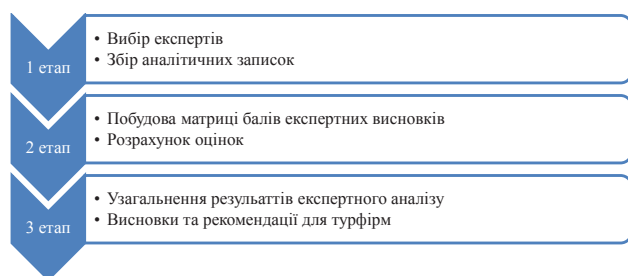 1 етап
• Вибір експертів
• Збір аналітичних записок
2 етап
• Побудова матриці балів експертних висновків
• Розрахунок оцінок
3 етап
• Узагальнення резульаттів експертного аналізу
• Висновки та рекомендації для турфірм